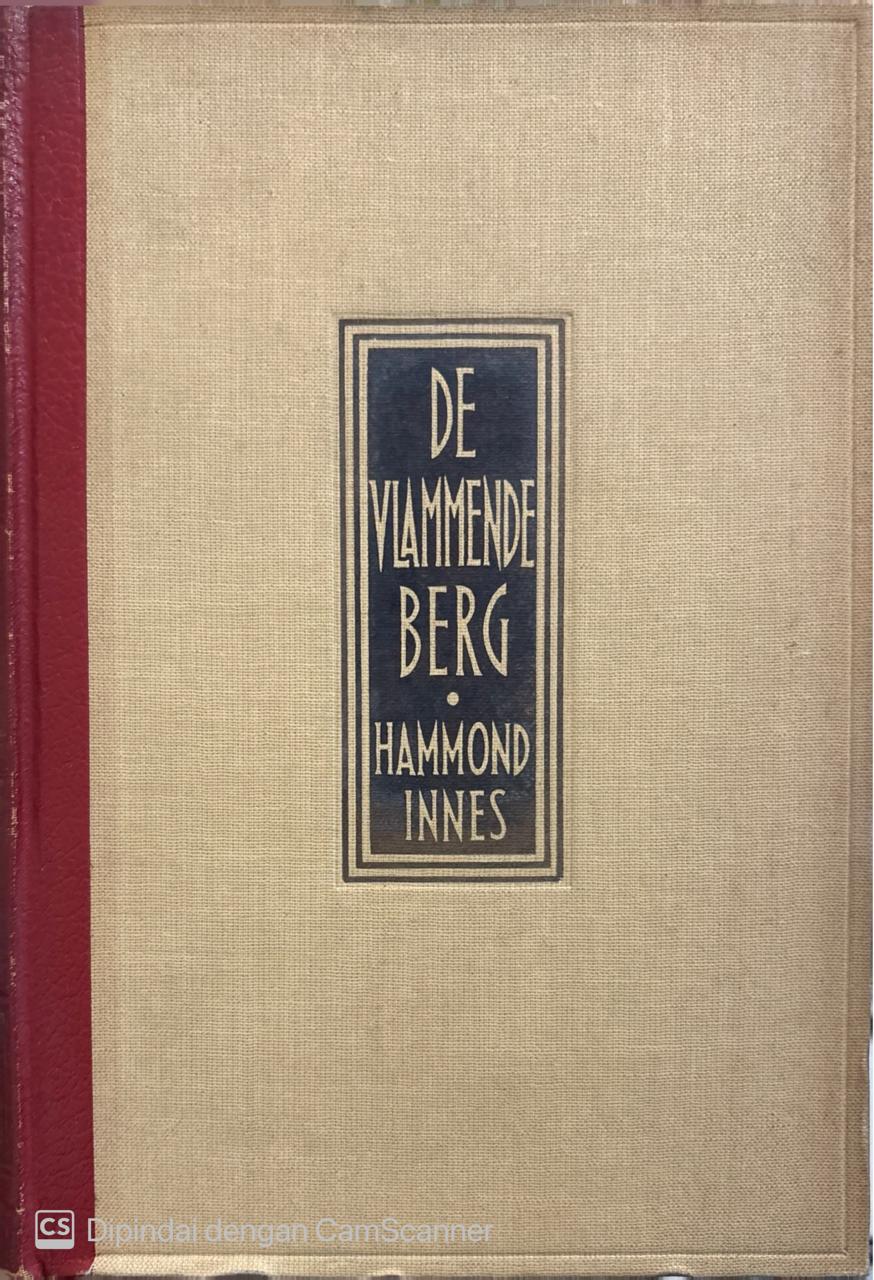 DE
VLAMMENDE
BERG
•
HAMMOND
INNES
CS Dipindai dengan CamScanner